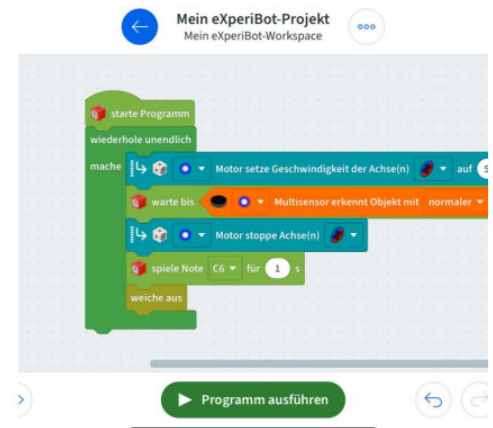 Mein eXperiBot-Projekt
Mein eXperiBot-Workspace
starte Programm
wiederhole unendlich
mache Motor setze Geschwindigkeit der Achse(n) auf 5
warte bis Multisensor erkennt Objekt mit normaler
Motor stoppe Achse(n)
spiele Note C6 für 1 s
weiche aus
Programm ausführen